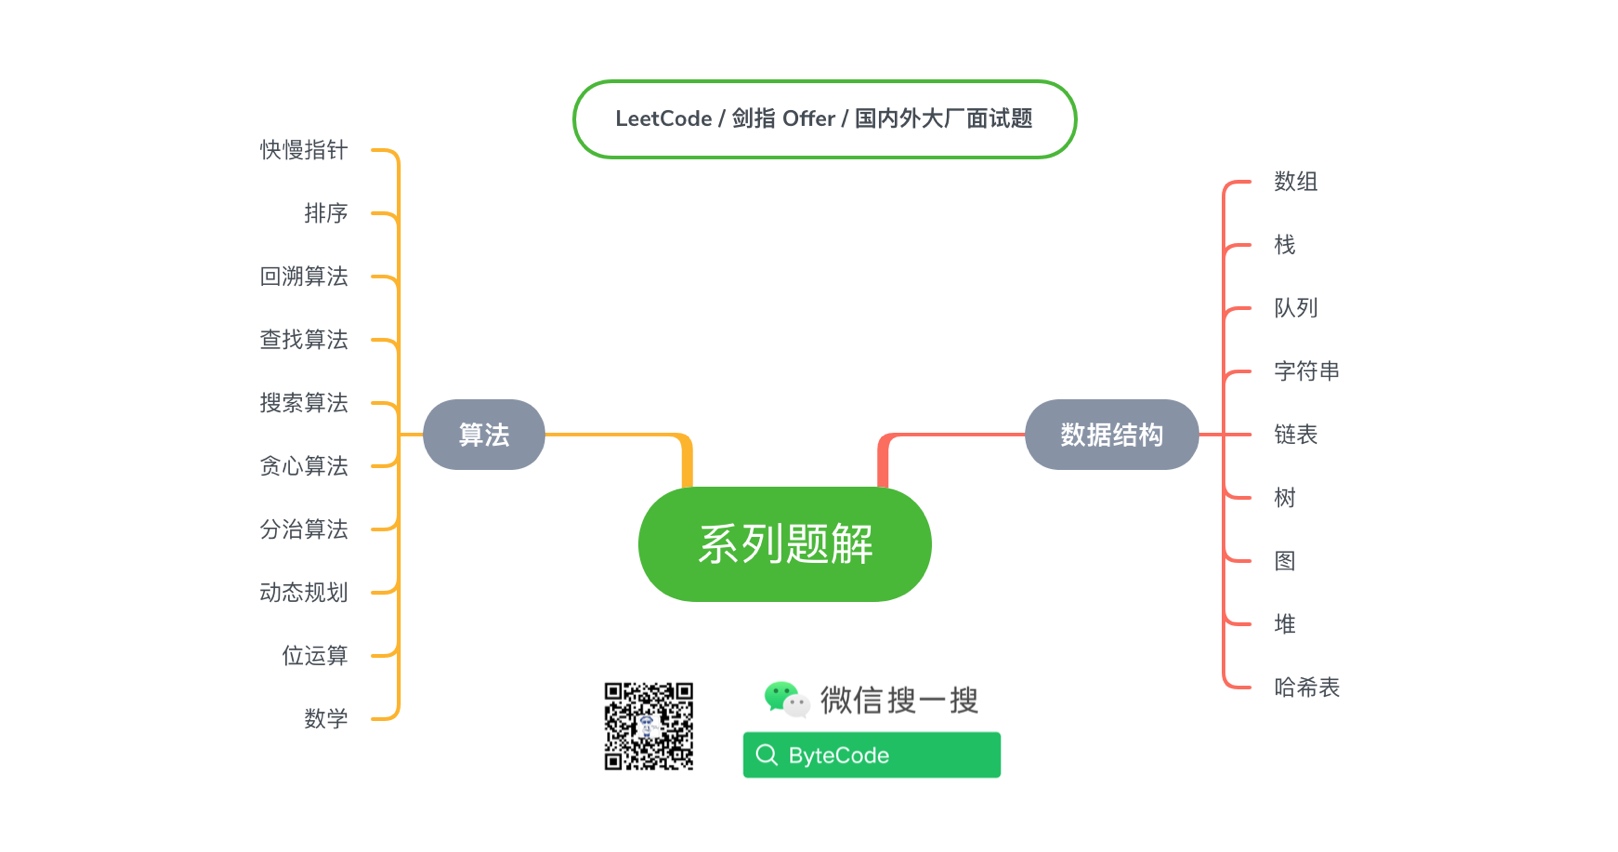 LeetCode / 剑指 Offer / 国内外大厂面试题
快慢指针
排序
回溯算法
查找算法
搜索算法
贪心算法
分治算法
动态规划
位运算
数学
算法
系列题解
数据结构
数组
栈
队列
字符串
链表
树
图
堆
哈希表
微信搜一搜
ByteCode